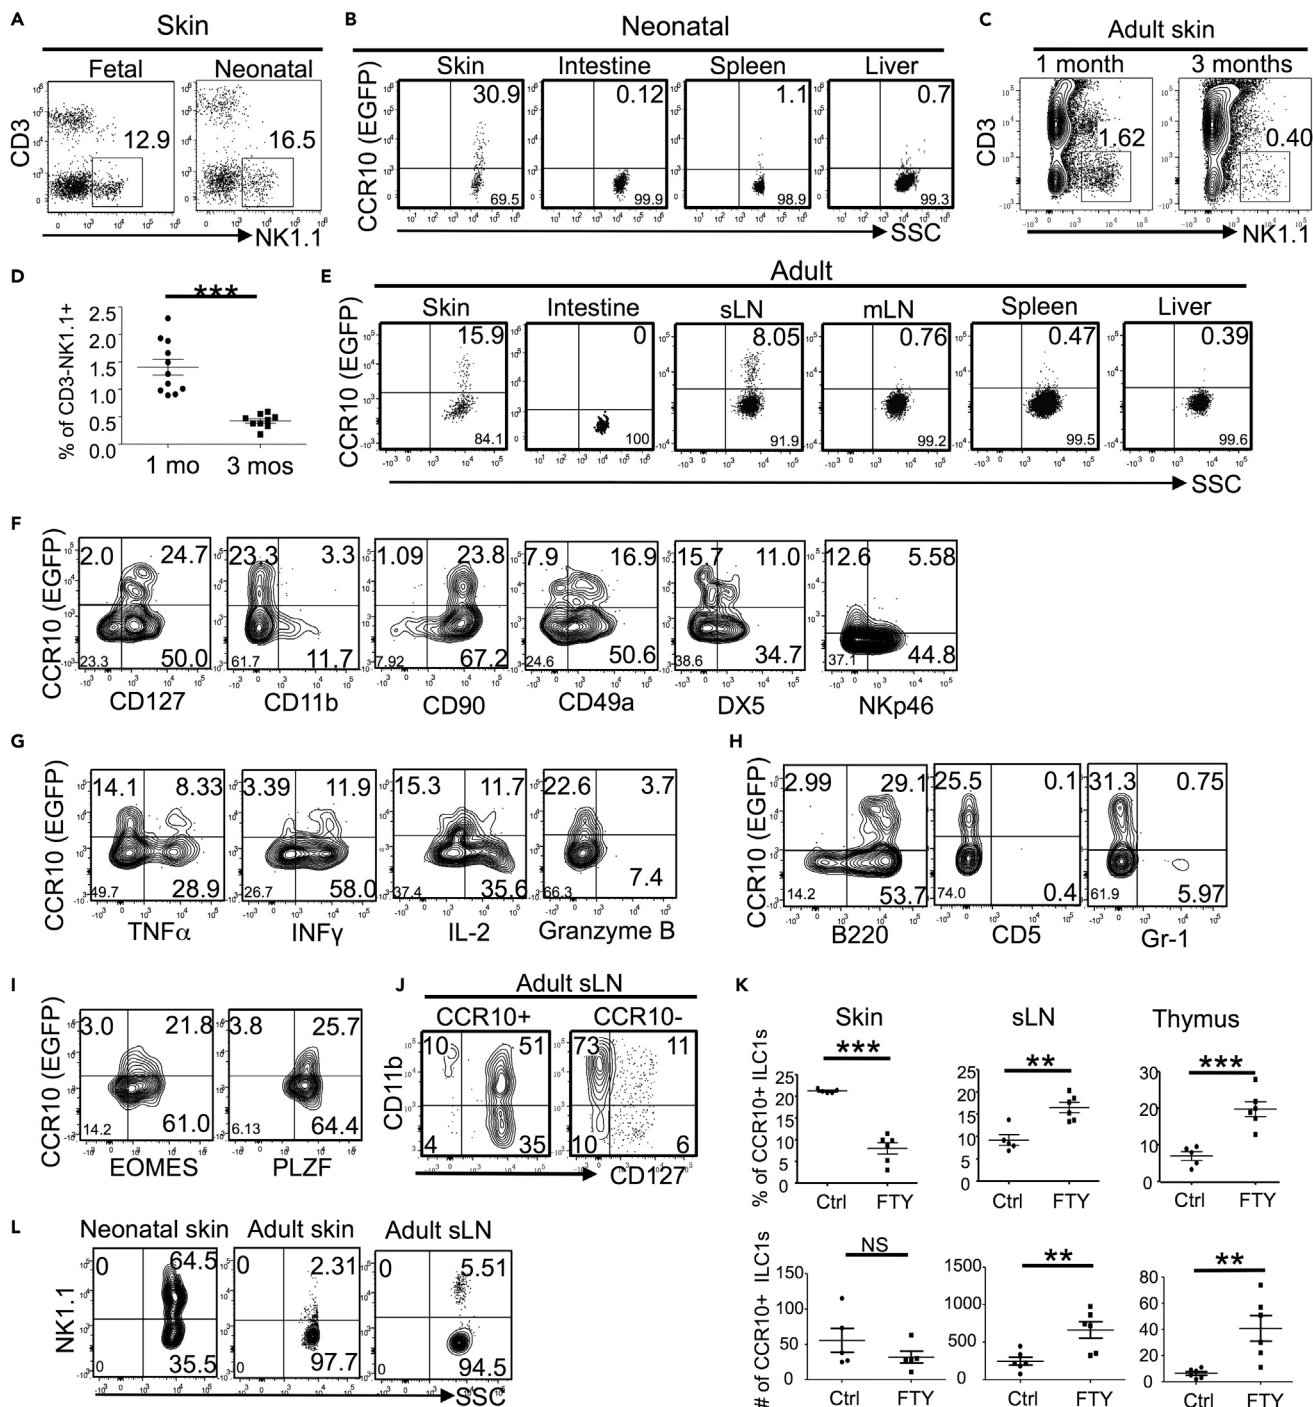 A
Skin
Fetal
Neonatal
CD3
12.9
16.5
NK1.1
B
Neonatal
Skin
Intestine
Spleen
Liver
CCR10 (EGFP)
30.9
0.12
1.1
0.7
69.5
99.9
98.9
99.3
SSC
C
Adult skin
1 month
3 months
CD3
1.62
0.40
NK1.1
D
***
% of CD3-NK1.1+
2.5
2.0
1.5
1.0
0.5
0.0
1 mo
3 mos
E
Adult
Skin
Intestine
sLN
mLN
Spleen
Liver
CCR10 (EGFP)
15.9
0
8.05
0.76
0.47
0.39
84.1
100
91.9
99.2
99.5
99.6
SSC
F
CCR10 (EGFP)
2.0
24.7
23.3
3.3
1.09
23.8
7.9
16.9
15.7
11.0
12.6
5.58
23.3
50.0
61.7
11.7
7.92
67.2
24.6
50.6
38.6
34.7
37.1
44.8
CD127
CD11b
CD90
CD49a
DX5
NKp46
G
CCR10 (EGFP)
14.1
8.33
3.39
11.9
15.3
11.7
22.6
3.7
49.7
28.9
26.7
58.0
37.4
35.6
66.3
7.4
TNFα
INFγ
IL-2
Granzyme B
H
CCR10 (EGFP)
2.99
29.1
25.5
0.1
31.3
0.75
14.2
53.7
74.0
0.4
61.9
5.97
B220
CD5
Gr-1
I
CCR10 (EGFP)
3.0
21.8
3.8
25.7
14.2
61.0
6.13
64.4
EOMES
PLZF
J
Adult sLN
CCR10+
CCR10-
CD11b
10
51
73
11
4
35
10
6
CD127
K
Skin
sLN
Thymus
***
**
***
% of CCR10+ ILC1s
25
20
15
10
5
0
25
20
15
10
5
0
30
20
10
0
Ctrl
FTY
Ctrl
FTY
Ctrl
FTY
NS
**
**
# of CCR10+ ILC1s
150
100
50
0
1500
1000
500
0
80
60
40
20
0
Ctrl
FTY
Ctrl
FTY
Ctrl
FTY
L
Neonatal skin
Adult skin
Adult sLN
NK1.1
0
64.5
0
2.31
0
5.51
0
35.5
0
97.7
0
94.5
SSC